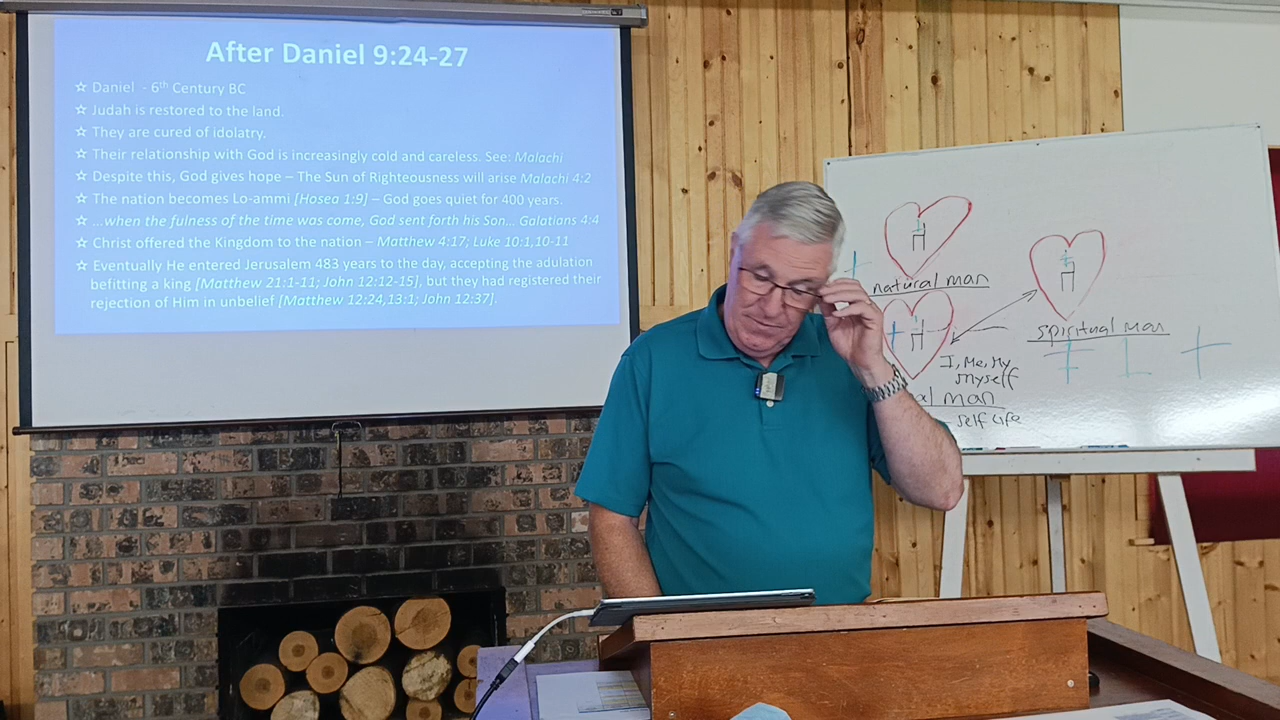 After Daniel 9:24-27
☆ Daniel - 6th Century BC
☆ Judah is restored to the land.
☆ They are cured of idolatry.
☆ Their relationship with God is increasingly cold and careless. See: Malachi
☆ Despite this, God gives hope – The Sun of Righteousness will arise Malachi 4:2
☆ The nation becomes Lo-ammi [Hosea 1:9] – God goes quiet for 400 years.
☆ ...when the fulness of the time was come, God sent forth his Son... Galatians 4:4
☆ Christ offered the Kingdom to the nation – Matthew 4:17; Luke 10:1,10-11
☆ Eventually He entered Jerusalem 483 years to the day, accepting the adulation
befitting a king [Matthew 21:1-11; John 12:12-15], but they had registered their
rejection of Him in unbelief [Matthew 12:24,13:1; John 12:37].
natural man
spiritual man
I, Me, My
myself
al man
self life